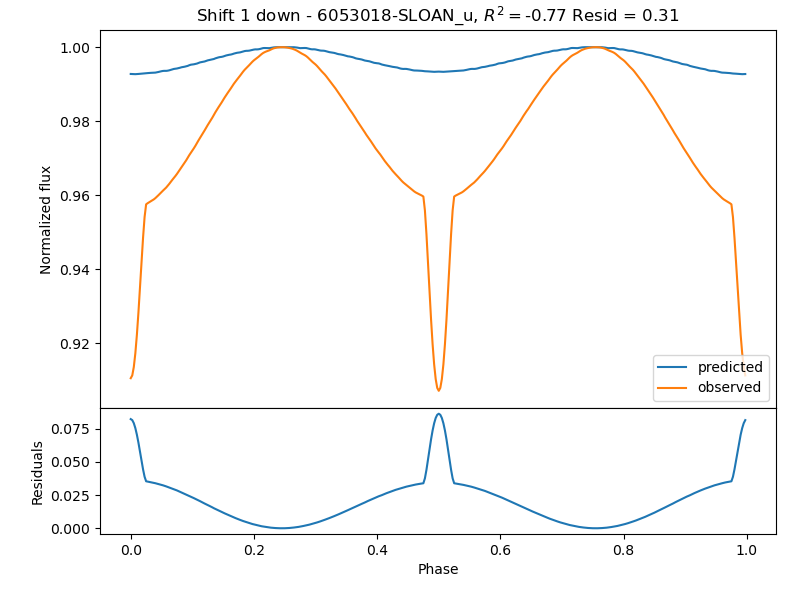 Shift 1 down - 6053018-SLOAN_u, R² = -0.77 Resid = 0.31
1.00
0.98
0.96
0.94
0.92
Normalized flux
predicted
observed
0.075
0.050
0.025
0.000
Residuals
0.0 0.2 0.4 0.6 0.8 1.0
Phase